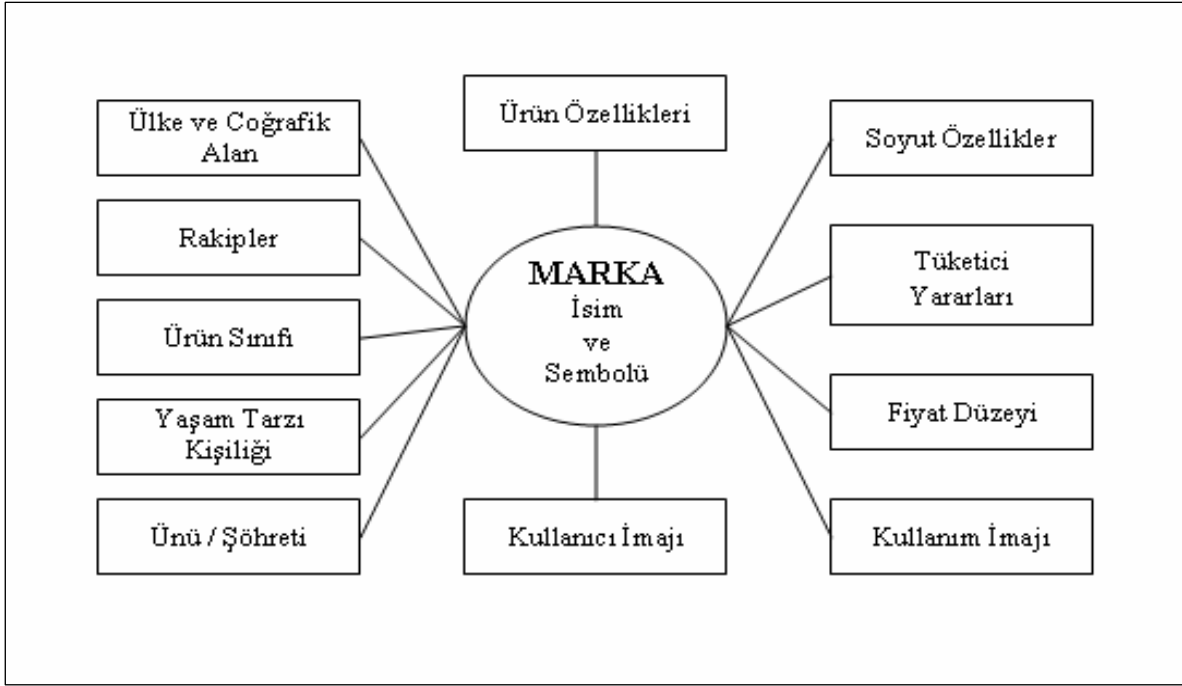 Ülke ve Coğrafik
Alan
Rakipler
Ürün Sınıfı
Yaşam Tarzı
Kişiliği
Ünü / Şöhreti
Ürün Özellikleri
MARKA
İsim
ve
Sembolü
Kullanıcı İmajı
Soyut Özellikler
Tüketici
Yararları
Fiyat Düzeyi
Kullanım İmajı